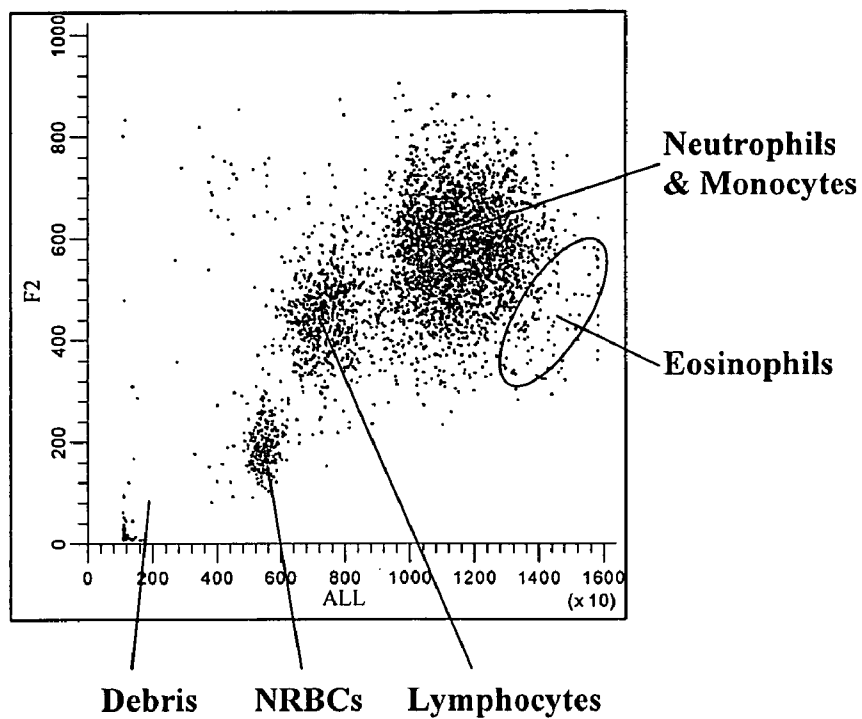 1000
800
600
400
200
0
F2
0 200 400 600 800 1000 1200 1400 1600
ALL
(x 10)
Neutrophils
& Monocytes
Eosinophils
Debris NRBCs Lymphocytes